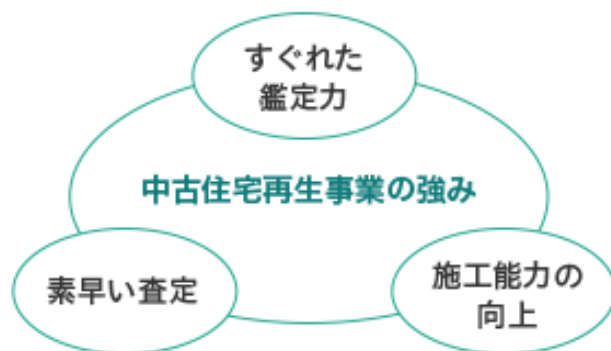 すぐれた
鑑定力
中古住宅再生事業の強み
素早い査定
施工能力の
向上